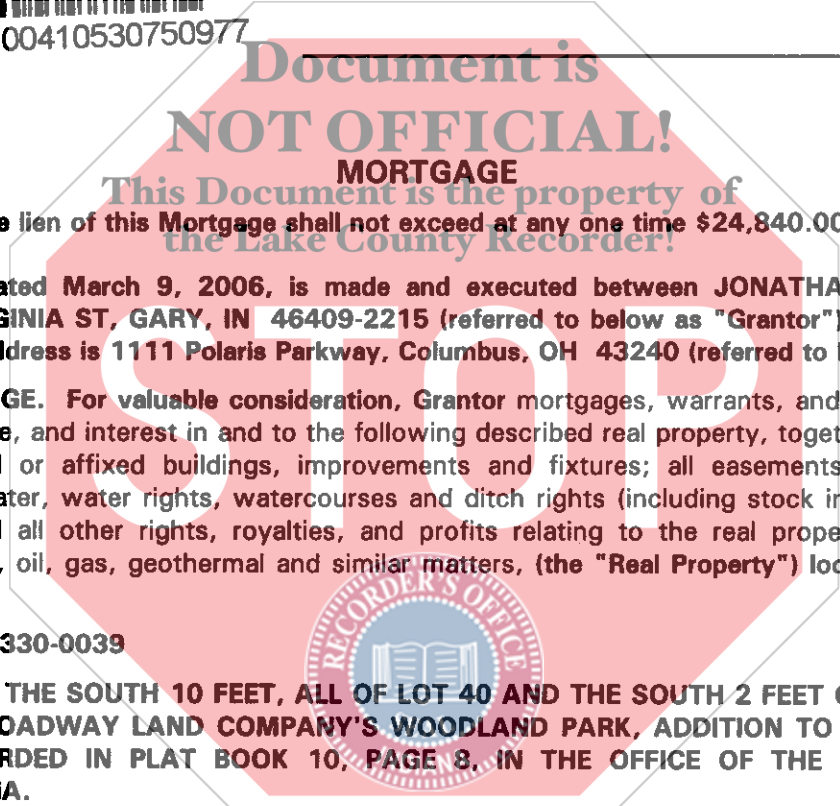 00410530750977
Document is
NOT OFFICIAL!
MORTGAGE
This Document is the property of
e lien of this Mortgage shall not exceed at any one time $24,840.00
the Lake County Recorder!
ated March 9, 2006, is made and executed between JONATHA
GINIA ST, GARY, IN 46409-2215 (referred to below as "Grantor")
ddress is 1111 Polaris Parkway, Columbus, OH 43240 (referred to
GE. For valuable consideration, Grantor mortgages, warrants, and
e, and interest in and to the following described real property, toget
or affixed buildings, improvements and fixtures; all easements
ater, water rights, watercourses and ditch rights (including stock in
all other rights, royalties, and profits relating to the real prope
, oil, gas, geothermal and similar matters, (the "Real Property") loc
STOP
RECORDER'S OFFICE
330-0039
THE SOUTH 10 FEET, ALL OF LOT 40 AND THE SOUTH 2 FEET
OADWAY LAND COMPANY'S WOODLAND PARK, ADDITION TO
RDED IN PLAT BOOK 10, PAGE 8, IN THE OFFICE OF THE
INDIANA
IA.